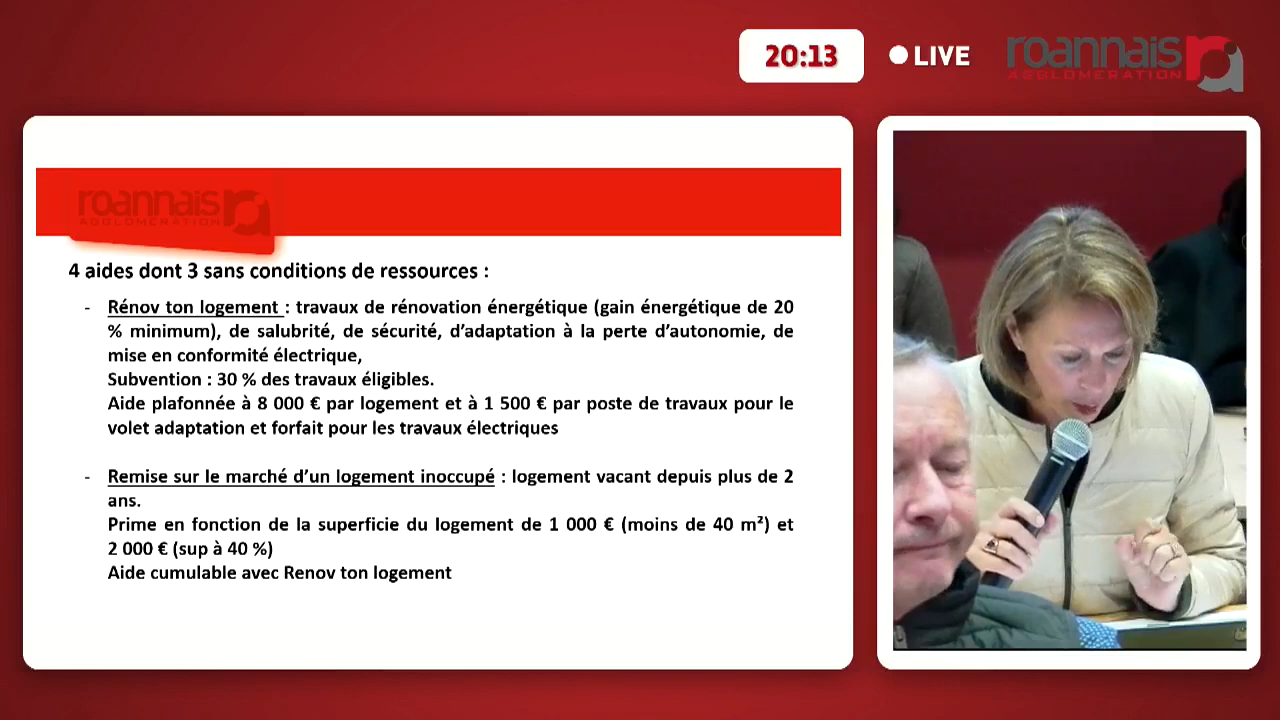 20:13
LIVE
roannais
AGGLOMÉRATION
roannais
AGGLOMÉRATION
4 aides dont 3 sans conditions de ressources :
- Rénov ton logement : travaux de rénovation énergétique (gain énergétique de 20
% minimum), de salubrité, de sécurité, d'adaptation à la perte d'autonomie, de
mise en conformité électrique,
Subvention : 30 % des travaux éligibles.
Aide plafonnée à 8 000 € par logement et à 1 500 € par poste de travaux pour le
volet adaptation et forfait pour les travaux électriques
- Remise sur le marché d'un logement inoccupé : logement vacant depuis plus de 2
ans.
Prime en fonction de la superficie du logement de 1 000 € (moins de 40 m²) et
2 000 € (sup à 40 %)
Aide cumulable avec Renov ton logement